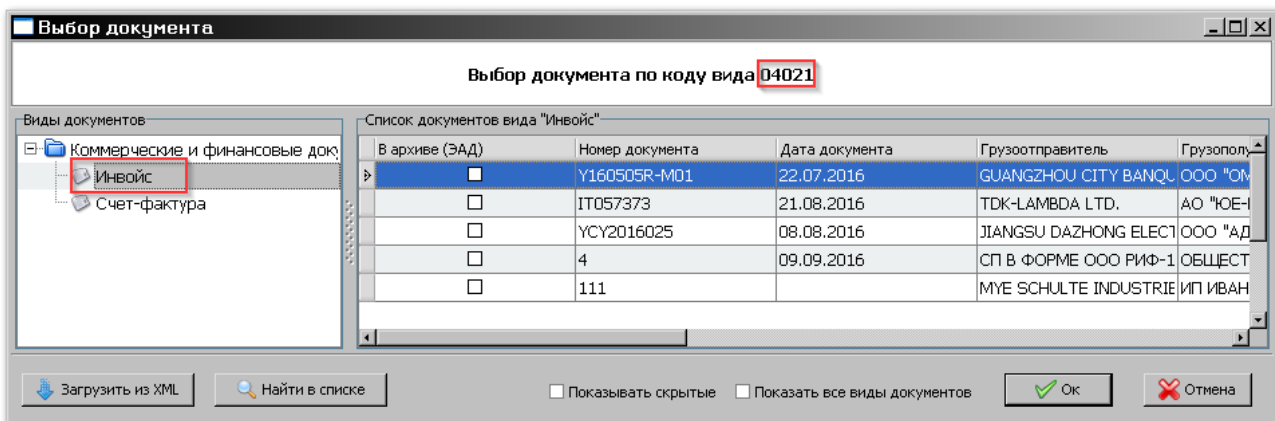 Выбор документа
Выбор документа по коду вида 04021
Виды документов
Коммерческие и финансовые док
Инвойс
Счет-фактура
Список документов вида "Инвойс"
В архиве (ЭАД) Номер документа Дата документа Грузоотправитель Грузополу
Y160505R-M01 22.07.2016 GUANGZHOU CITY BANQU ООО "ОМ
IT057373 21.08.2016 TDK-LAMBDA LTD. АО "ЮЕ-
YCY2016025 08.08.2016 JIANGSU DAZHONG ELECT ООО "АД
4 09.09.2016 СП В ФОРМЕ ООО РИФ-1 ОБЩЕСТ
111 MYE SCHULTE INDUSTRIE ИП ИВАН
Загрузить из XML Найти в списке Показывать скрытые Показать все виды документов Ок Отмена